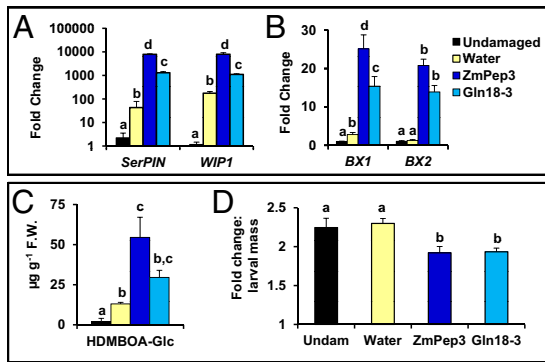 A
Fold Change
100000
10000
1000
100
10
1
a
b
d
c
a
b
d
c
SerPIN WIP1
B
Fold Change
30
20
10
0
a
b
d
c
a
a
b
b
BX1 BX2
Undamaged
Water
ZmPep3
Gln18-3
C
µg g-1 F.W.
75
50
25
0
a
b
c
b,c
HDMBOA-Glc
D
Fold change:
larval mass
2.5
2
1.5
1
a
a
b
b
Undam Water ZmPep3 Gln18-3